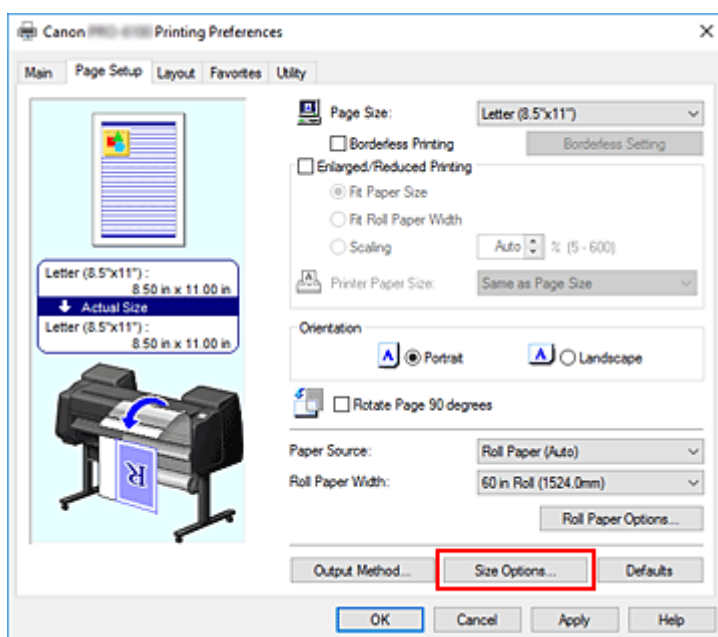 Canon Printing Preferences
Main Page Setup Layout Favorites Utility
Page Size: Letter (8.5"x11")
Borderless Printing Borderless Setting
Enlarged/Reduced Printing
Fit Paper Size
Fit Roll Paper Width
Scaling Auto % (5 - 600)
Printer Paper Size: Same as Page Size
Letter (8.5"x11") :
8.50 in x 11.00 in
Actual Size
Letter (8.5"x11") :
8.50 in x 11.00 in
Orientation
A Portrait A Landscape
Rotate Page 90 degrees
R
Paper Source: Roll Paper (Auto)
Roll Paper Width: 60 in Roll (1524.0mm)
Roll Paper Options...
Output Method... Size Options... Defaults
OK Cancel Apply Help